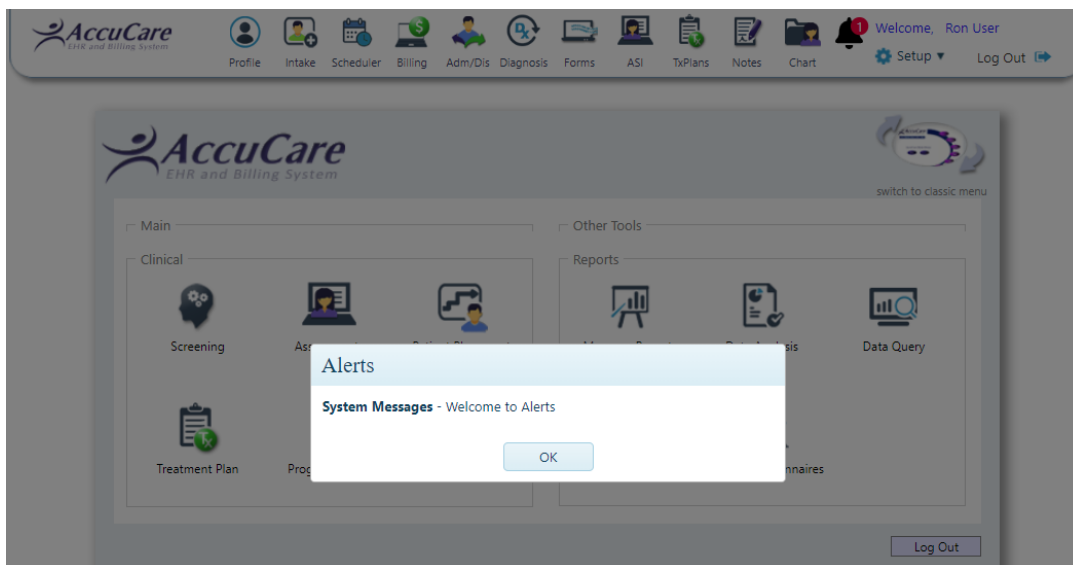 AccuCare
EHR and Billing System
Profile
Intake
Scheduler
Billing
Adm/Dis
Diagnosis
Forms
ASI
TxPlans
Notes
Chart
1
Welcome, Ron User
Setup ▼
Log Out
AccuCare
EHR and Billing System
switch to classic menu
Main
Other Tools
Clinical
Reports
Screening
Data Query
Alerts
System Messages - Welcome to Alerts
OK
Treatment Plan
Log Out